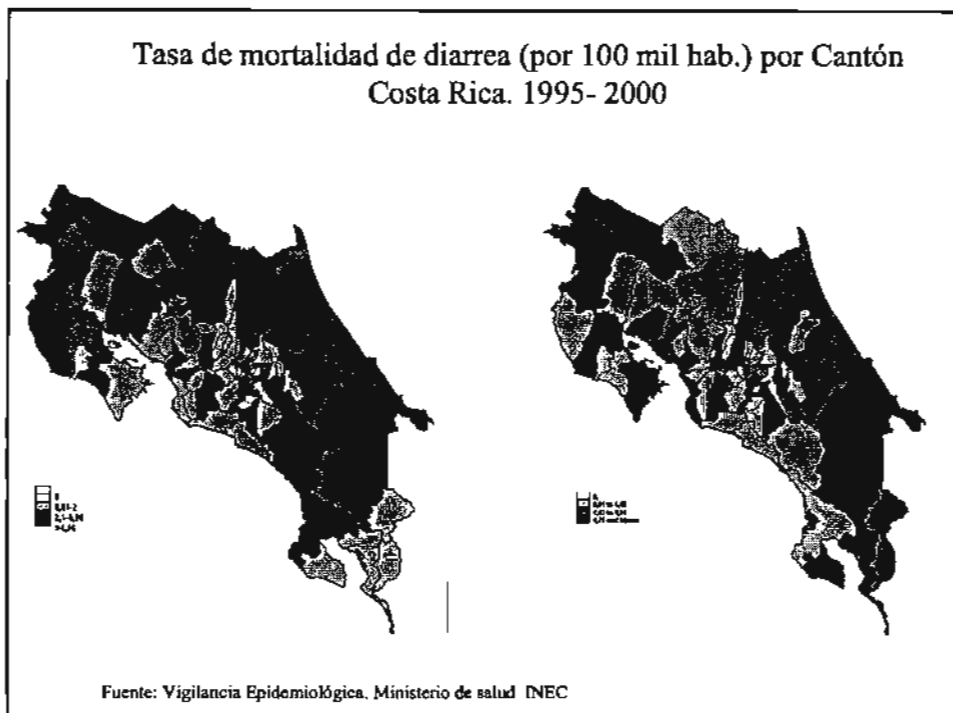 Tasa de mortalidad de diarrea (por 100 mil hab.) por Cantón
Costa Rica. 1995- 2000
Fuente: Vigilancia Epidemiológica. Ministerio de salud INEC